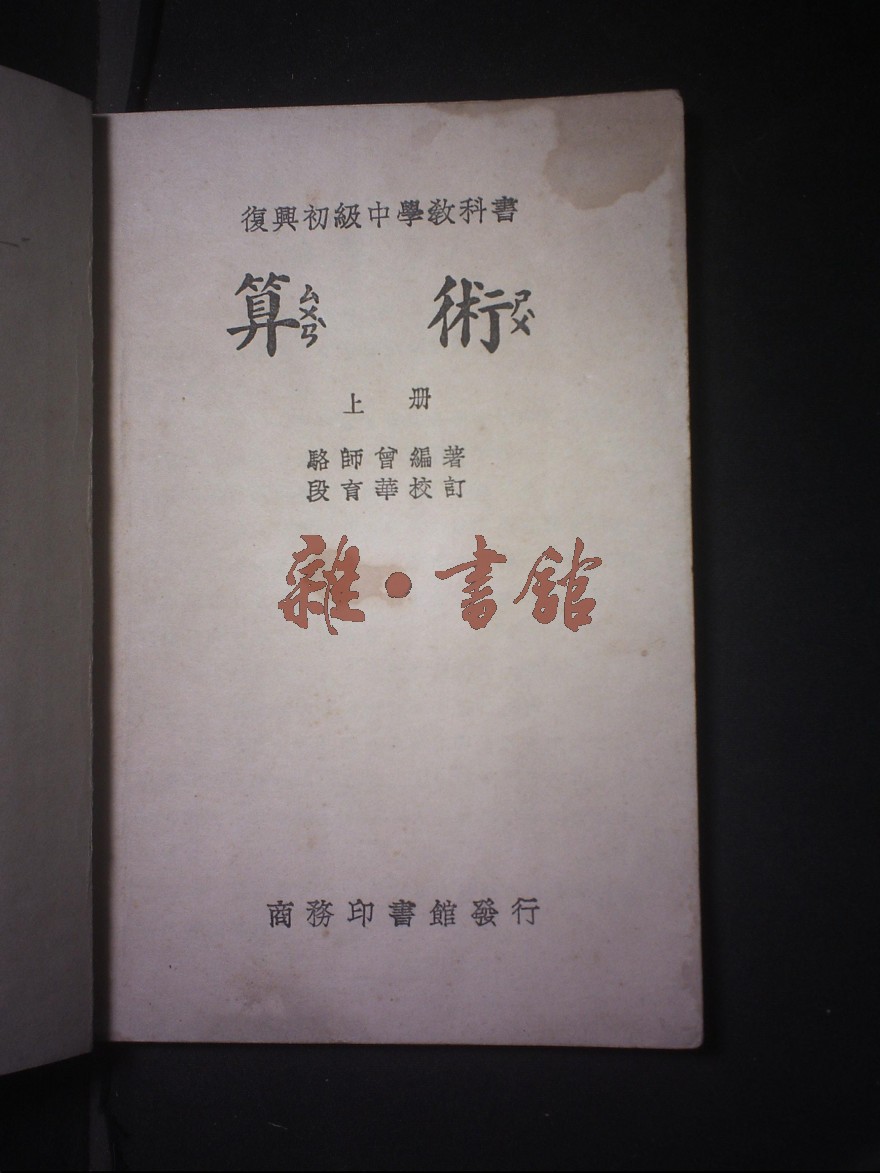 復興初級中學教科書
算ㄙㄨㄢˋ 術ㄕㄨˋ
上冊
駱師曾編著
段育華校訂
雜·書館
商務印書館發行